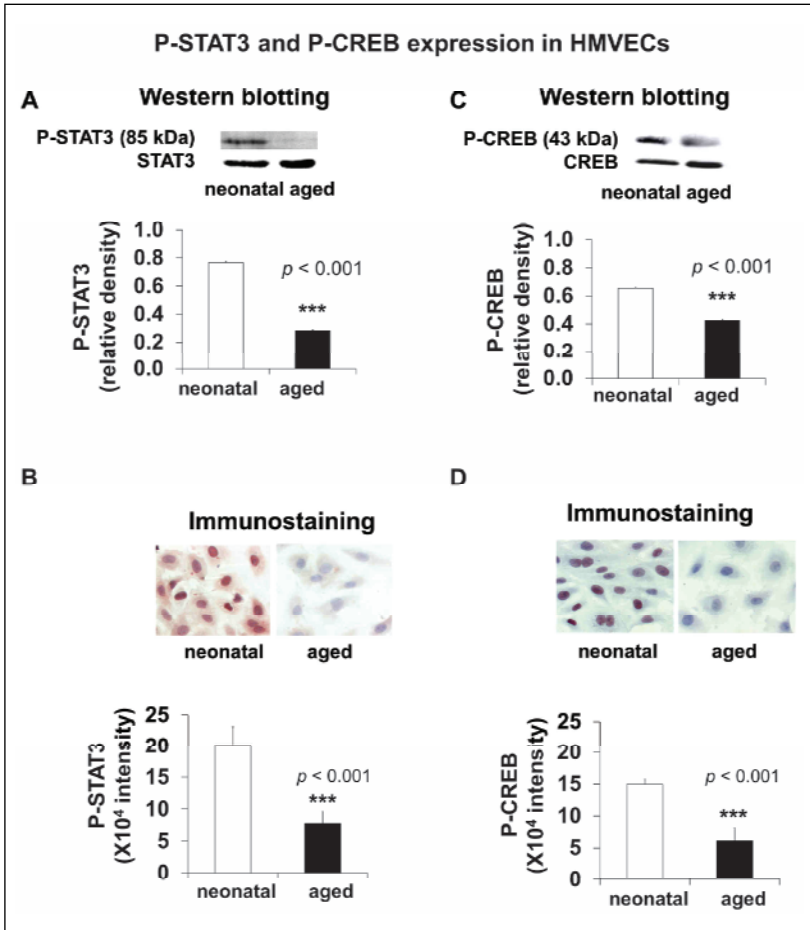 P-STAT3 and P-CREB expression in HMVECs
A
Western blotting
P-STAT3 (85 kDa)
STAT3
neonatal aged
P-STAT3
(relative density)
1.0
0.8
0.6
0.4
0.2
0.0
p < 0.001
***
neonatal
aged
B
Immunostaining
neonatal
aged
P-STAT3
(X10⁴ intensity)
25
20
15
10
5
0
p < 0.001
***
neonatal
aged
C
Western blotting
P-CREB (43 kDa)
CREB
neonatal aged
P-CREB
(relative density)
1.0
0.8
0.6
0.4
0.2
0.0
p < 0.001
***
neonatal
aged
D
Immunostaining
neonatal
aged
P-CREB
(X10⁴ intensity)
25
20
15
10
5
0
p < 0.001
***
neonatal
aged